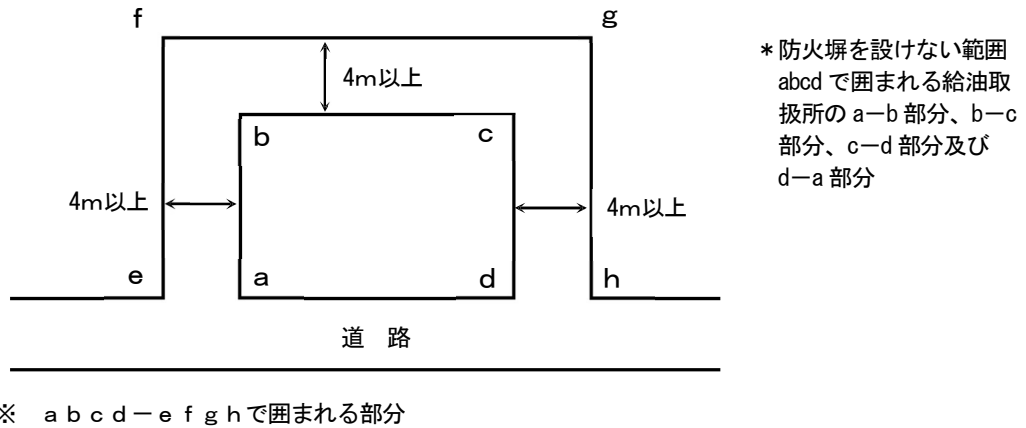 f
g
4m以上
b
c
4m以上
4m以上
e
a
d
h
道 路
*防火塀を設けない範囲
abcd で囲まれる給油取
扱所の a－b 部分、b－c
部分、c－d 部分及び
d－a 部分
※ ａｂｃｄ－ｅｆｇｈで囲まれる部分